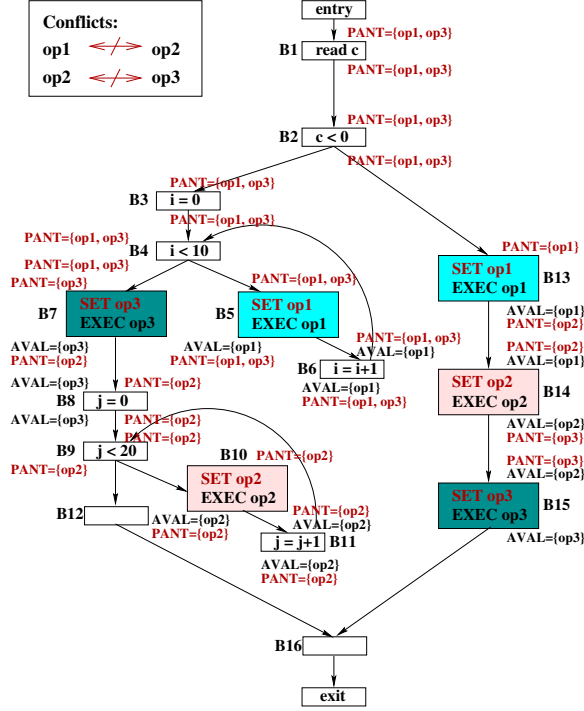 Conflicts:
op1 op2
op2 op3
entry
PANT={op1, op3}
B1 read c
PANT={op1, op3}
PANT={op1, op3}
B2 c < 0
PANT={op1, op3}
PANT={op1, op3}
B3 i = 0
PANT={op1, op3}
PANT={op1, op3}
B4 i < 10
PANT={op1, op3}
PANT={op3}
B7
SET op3
EXEC op3
AVAL={op3}
PANT={op2}
PANT={op1, op3}
B5
SET op1
EXEC op1
AVAL={op1}
PANT={op1, op3}
PANT={op1, op3}
AVAL={op1}
B6 i = i+1
AVAL={op1}
PANT={op1, op3}
AVAL={op3}
PANT={op2}
B8 j = 0
AVAL={op3}
PANT={op2}
PANT={op2}
B9 j < 20
PANT={op2}
B10
PANT={op2}
SET op2
EXEC op2
AVAL={op2}
PANT={op2}
PANT={op2}
AVAL={op2}
j = j+1 B11
AVAL={op2}
PANT={op2}
B12
PANT={op1}
SET op1
EXEC op1
B13
AVAL={op1}
PANT={op2}
PANT={op2}
AVAL={op1}
SET op2
EXEC op2
B14
AVAL={op2}
PANT={op3}
PANT={op3}
AVAL={op2}
SET op3
EXEC op3
B15
AVAL={op3}
B16
exit